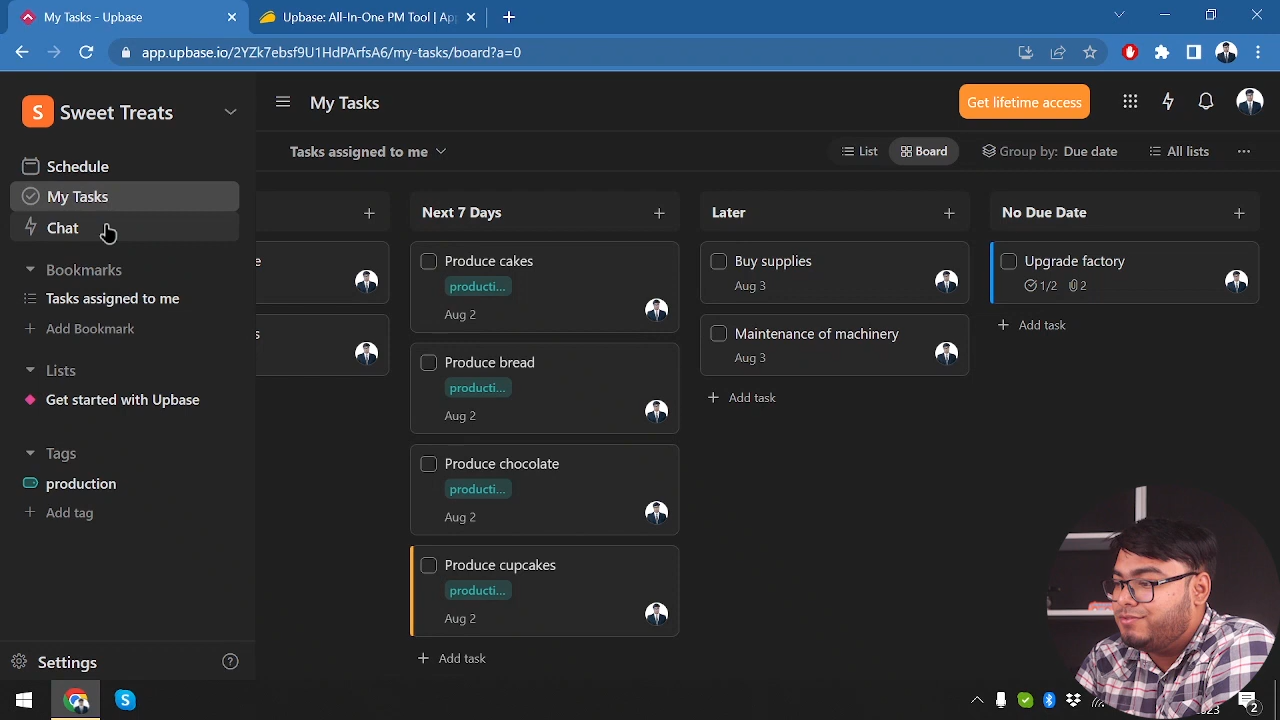 My Tasks - Upbase
Upbase: All-In-One PM Tool | Ap
app.upbase.io/2YZk7ebsf9U1HdPArfsA6/my-tasks/board?a=0
S Sweet Treats
My Tasks
Get lifetime access
Schedule
My Tasks
Chat
Bookmarks
Tasks assigned to me
Add Bookmark
Lists
Get started with Upbase
Tags
production
Add tag
Settings
Tasks assigned to me
List
Board
Group by: Due date
All lists
Next 7 Days
Produce cakes
producti...
Aug 2
Produce bread
producti...
Aug 2
Produce chocolate
producti...
Aug 2
Produce cupcakes
producti...
Aug 2
Add task
Later
Buy supplies
Aug 3
Maintenance of machinery
Aug 3
Add task
No Due Date
Upgrade factory
1/2 2
Add task